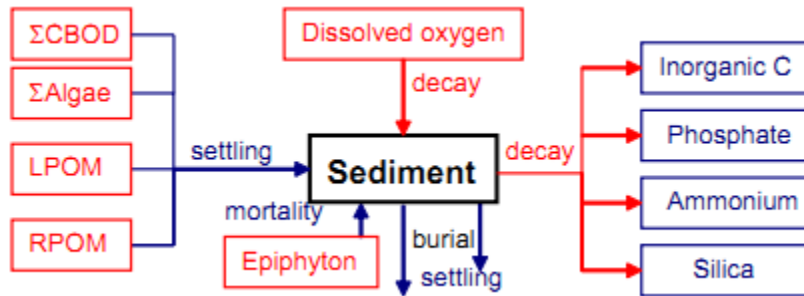 ΣCBOD
ΣAlgae
LPOM
RPOM
settling
Dissolved oxygen
decay
Sediment
mortality
Epiphyton
burial
settling
decay
Inorganic C
Phosphate
Ammonium
Silica